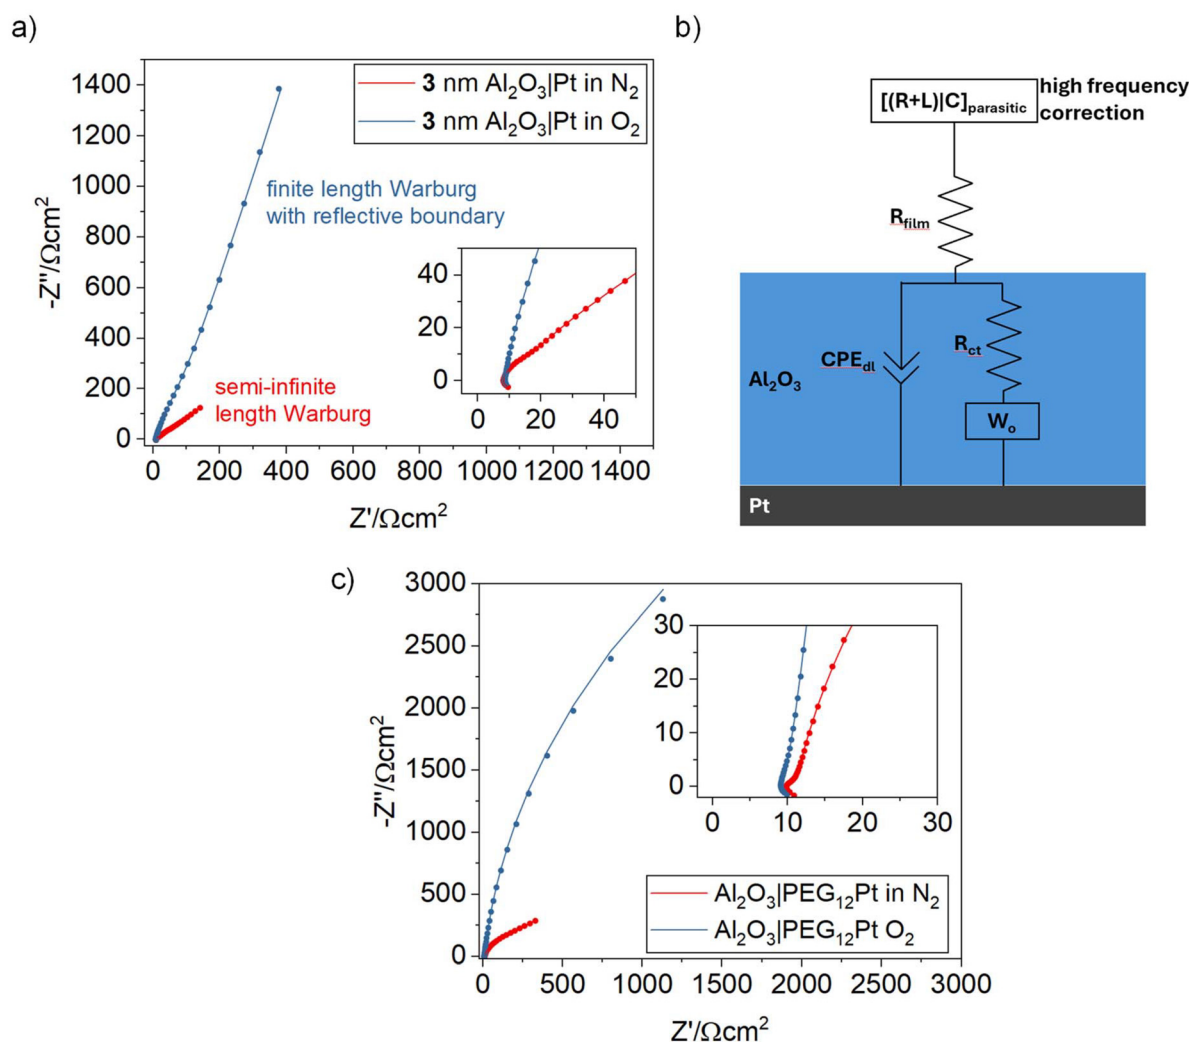 a)
-Z"/Ωcm²
1400
1200
1000
800
600
400
200
0
3 nm Al₂O₃|Pt in N₂
3 nm Al₂O₃|Pt in O₂
finite length Warburg
with reflective boundary
semi-infinite
length Warburg
40
20
0
0 20 40
0 200 400 600 800 1000 1200 1400
Z'/Ωcm²
b)
[(R+L)|C]parasitic
high frequency
correction
Rfilm
CPEdl
Rct
Al₂O₃
Wo
Pt
c)
-Z"/Ωcm²
3000
2500
2000
1500
1000
500
0
30
20
10
0
0 10 20 30
Al₂O₃|PEG₁₂Pt in N₂
Al₂O₃|PEG₁₂Pt O₂
0 500 1000 1500 2000 2500 3000
Z'/Ωcm²